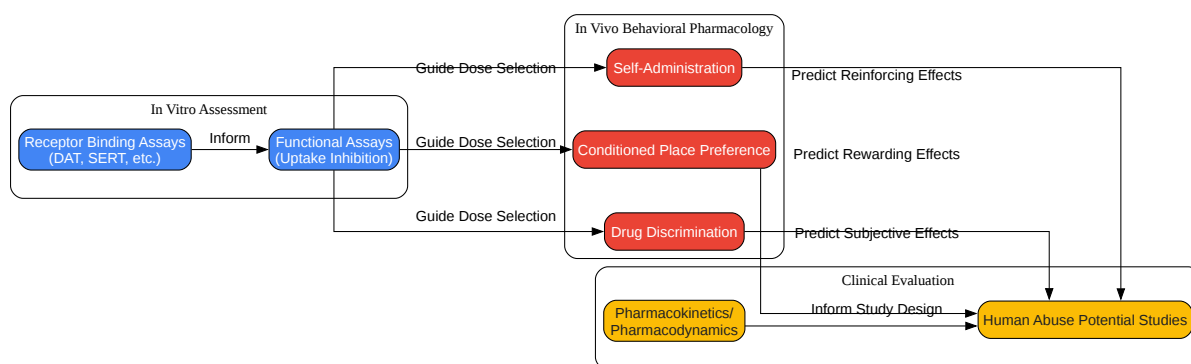 In Vivo Behavioral Pharmacology
Guide Dose Selection
Self-Administration
Predict Reinforcing Effects
In Vitro Assessment
Receptor Binding Assays
(DAT, SERT, etc.)
Inform
Functional Assays
(Uptake Inhibition)
Guide Dose Selection
Conditioned Place Preference
Predict Rewarding Effects
Guide Dose Selection
Drug Discrimination
Predict Subjective Effects
Clinical Evaluation
Pharmacokinetics/
Pharmacodynamics
Inform Study Design
Human Abuse Potential Studies